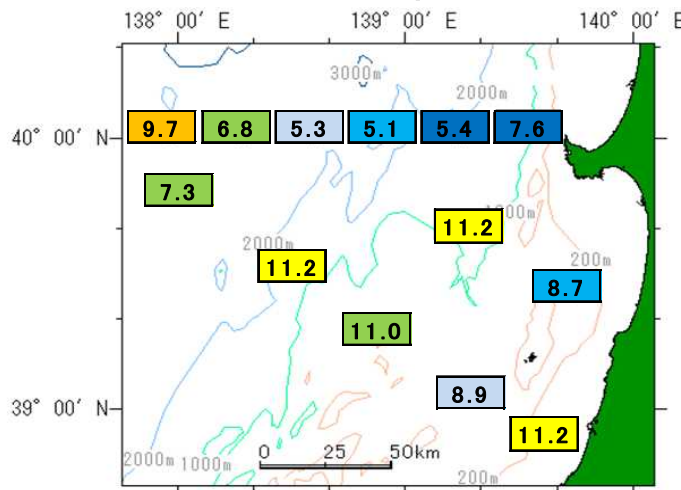 138° 00′ E
139° 00′ E
140° 00′ E
3000m
2000m
40° 00′ N
9.7
6.8
5.3
5.1
5.4
7.6
7.3
11.2
2000m
11.2
200m
8.7
11.0
8.9
39° 00′ N
11.2
0 25 50km
2000m
1000m
200m